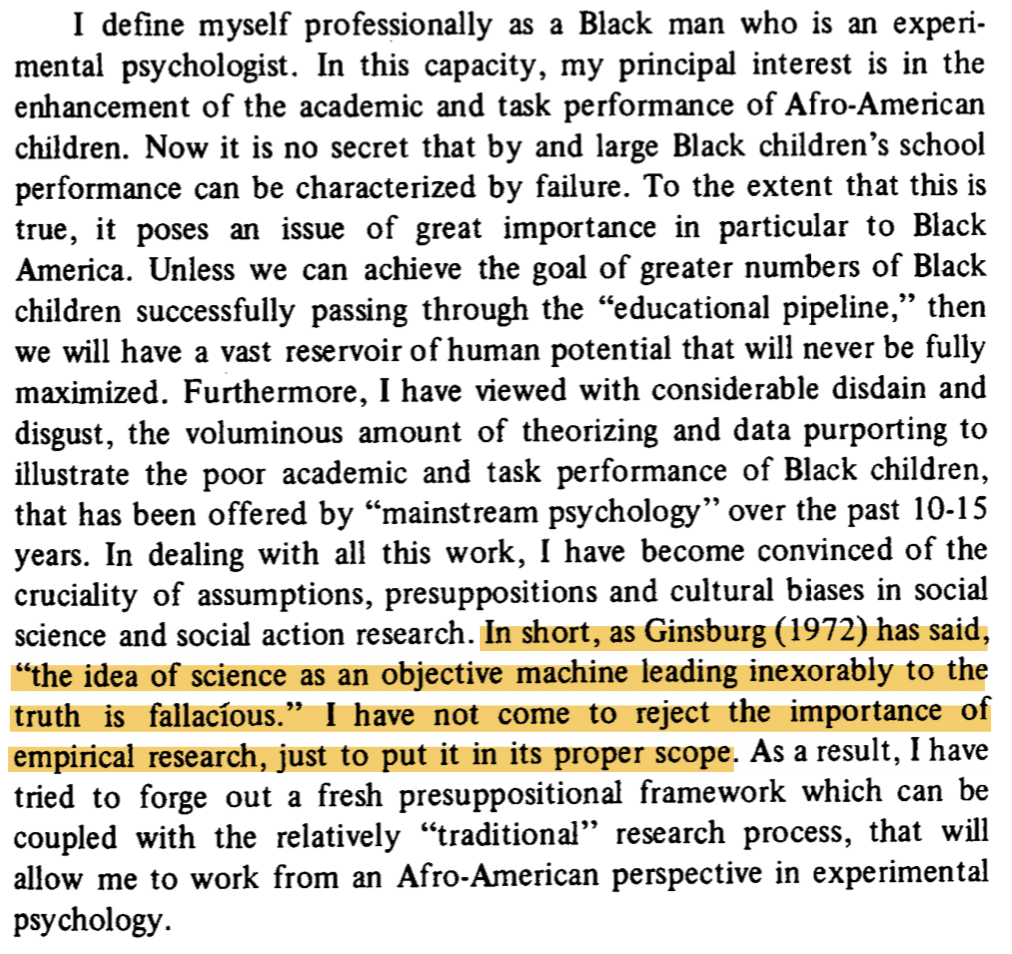 I define myself professionally as a Black man who is an experi-
mental psychologist. In this capacity, my principal interest is in the
enhancement of the academic and task performance of Afro-American
children. Now it is no secret that by and large Black children's school
performance can be characterized by failure. To the extent that this is
true, it poses an issue of great importance in particular to Black
America. Unless we can achieve the goal of greater numbers of Black
children successfully passing through the “educational pipeline,” then
we will have a vast reservoir of human potential that will never be fully
maximized. Furthermore, I have viewed with considerable disdain and
disgust, the voluminous amount of theorizing and data purporting to
illustrate the poor academic and task performance of Black children,
that has been offered by “mainstream psychology” over the past 10-15
years. In dealing with all this work, I have become convinced of the
cruciality of assumptions, presuppositions and cultural biases in social
science and social action research. In short, as Ginsburg (1972) has said,
“the idea of science as an objective machine leading inexorably to the
truth is fallacious.” I have not come to reject the importance of
empirical research, just to put it in its proper scope. As a result, I have
tried to forge out a fresh presuppositional framework which can be
coupled with the relatively “traditional” research process, that will
allow me to work from an Afro-American perspective in experimental
psychology.